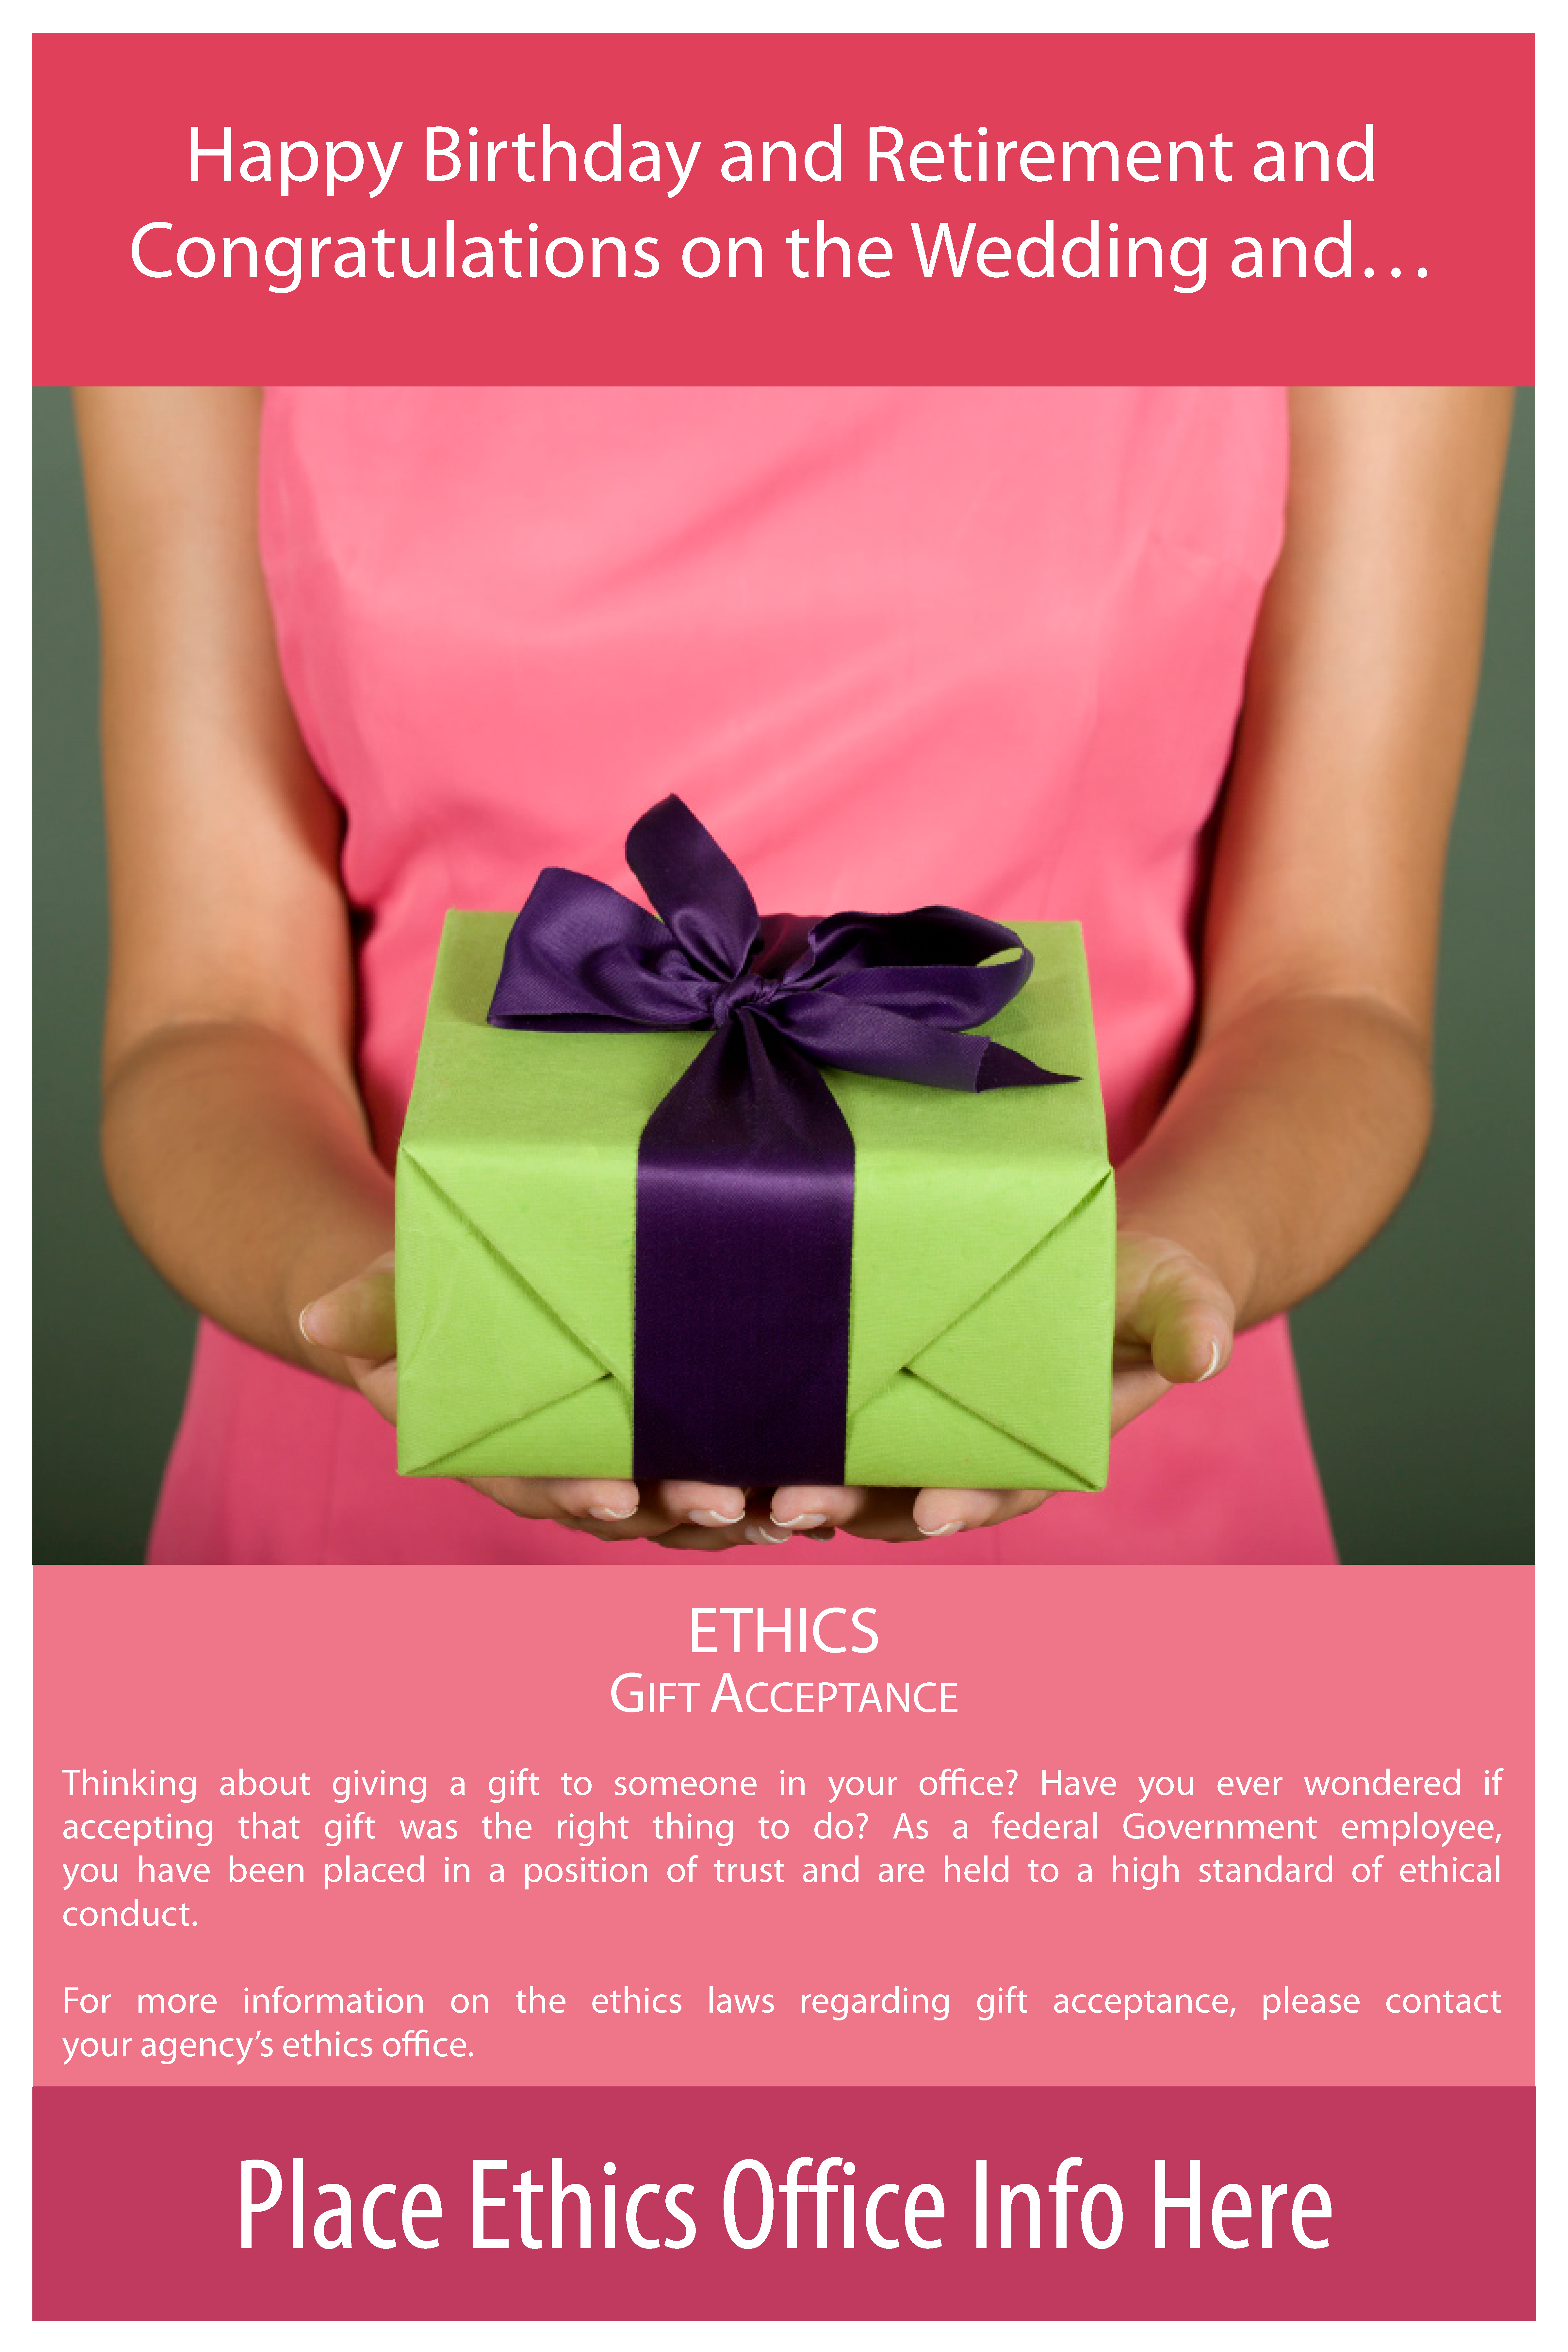 Happy Birthday and Retirement and
Congratulations on the Wedding and…
ETHICS
GIFT ACCEPTANCE
Thinking about giving a gift to someone in your office? Have you ever wondered if
accepting that gift was the right thing to do? As a federal Government employee,
you have been placed in a position of trust and are held to a high standard of ethical
conduct.
For more information on the ethics laws regarding gift acceptance, please contact
your agency’s ethics office.
Place Ethics Office Info Here